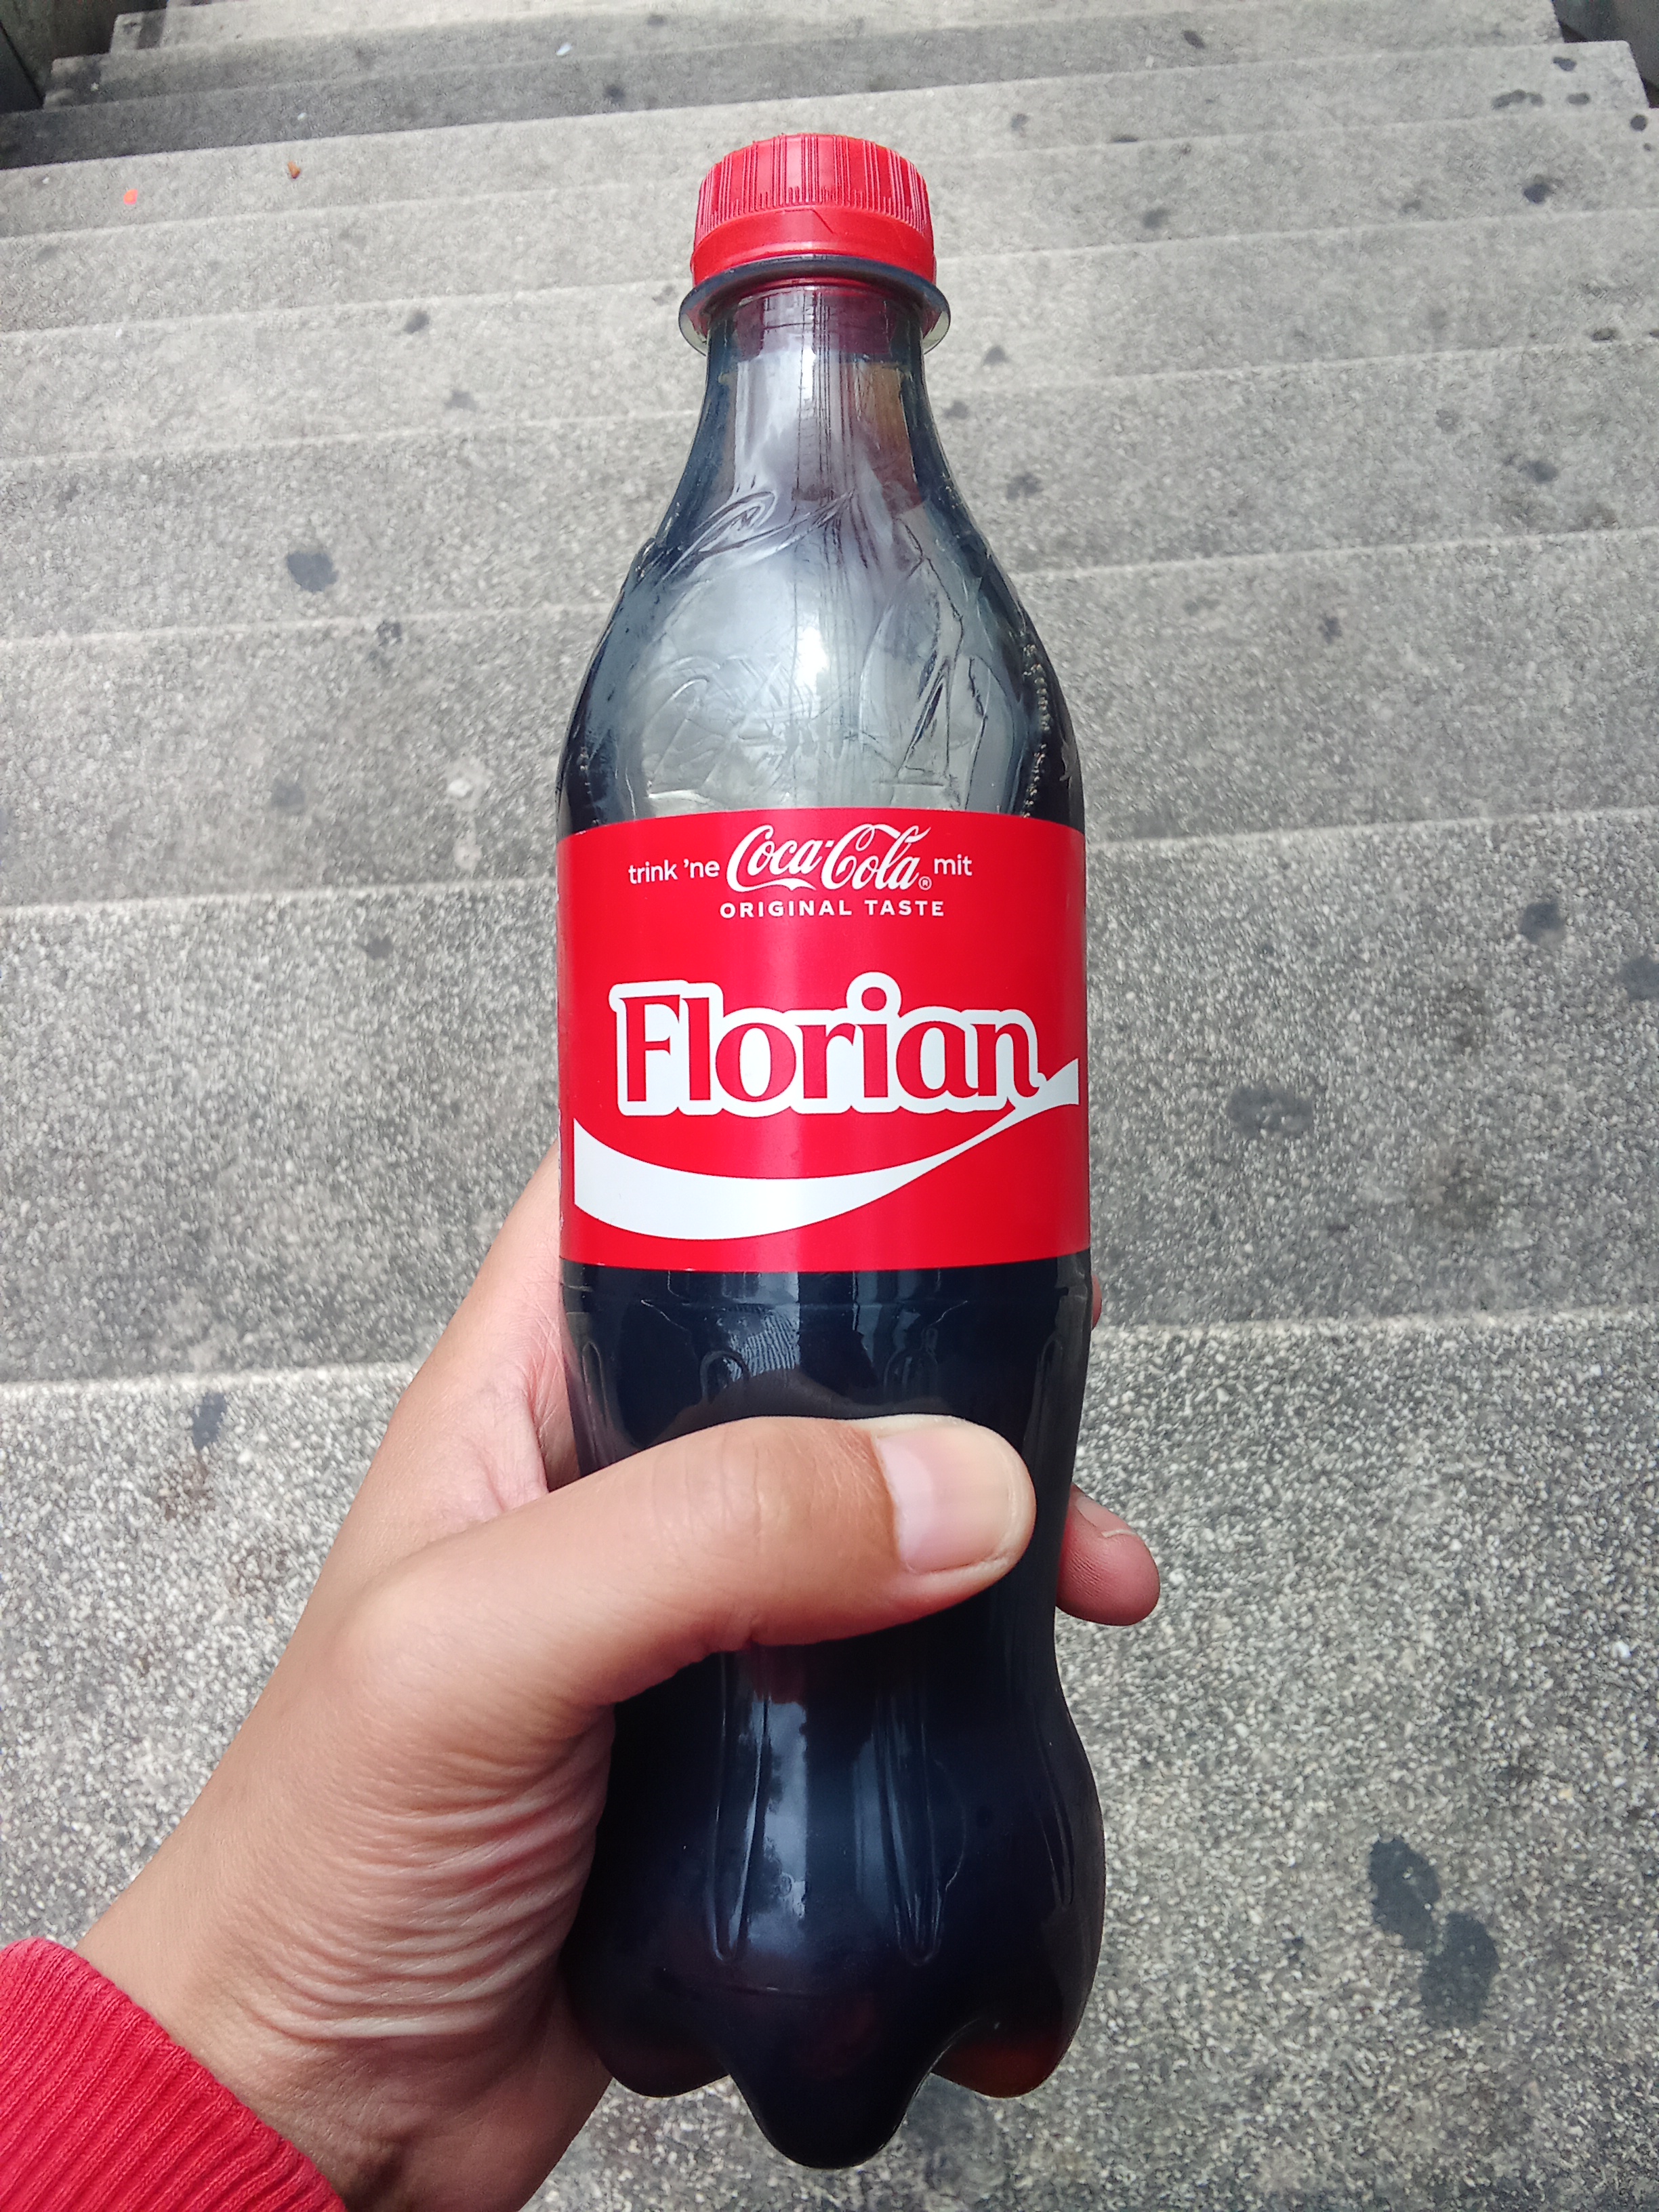 trink 'ne Coca-Cola® mit
ORIGINAL TASTE
Florian